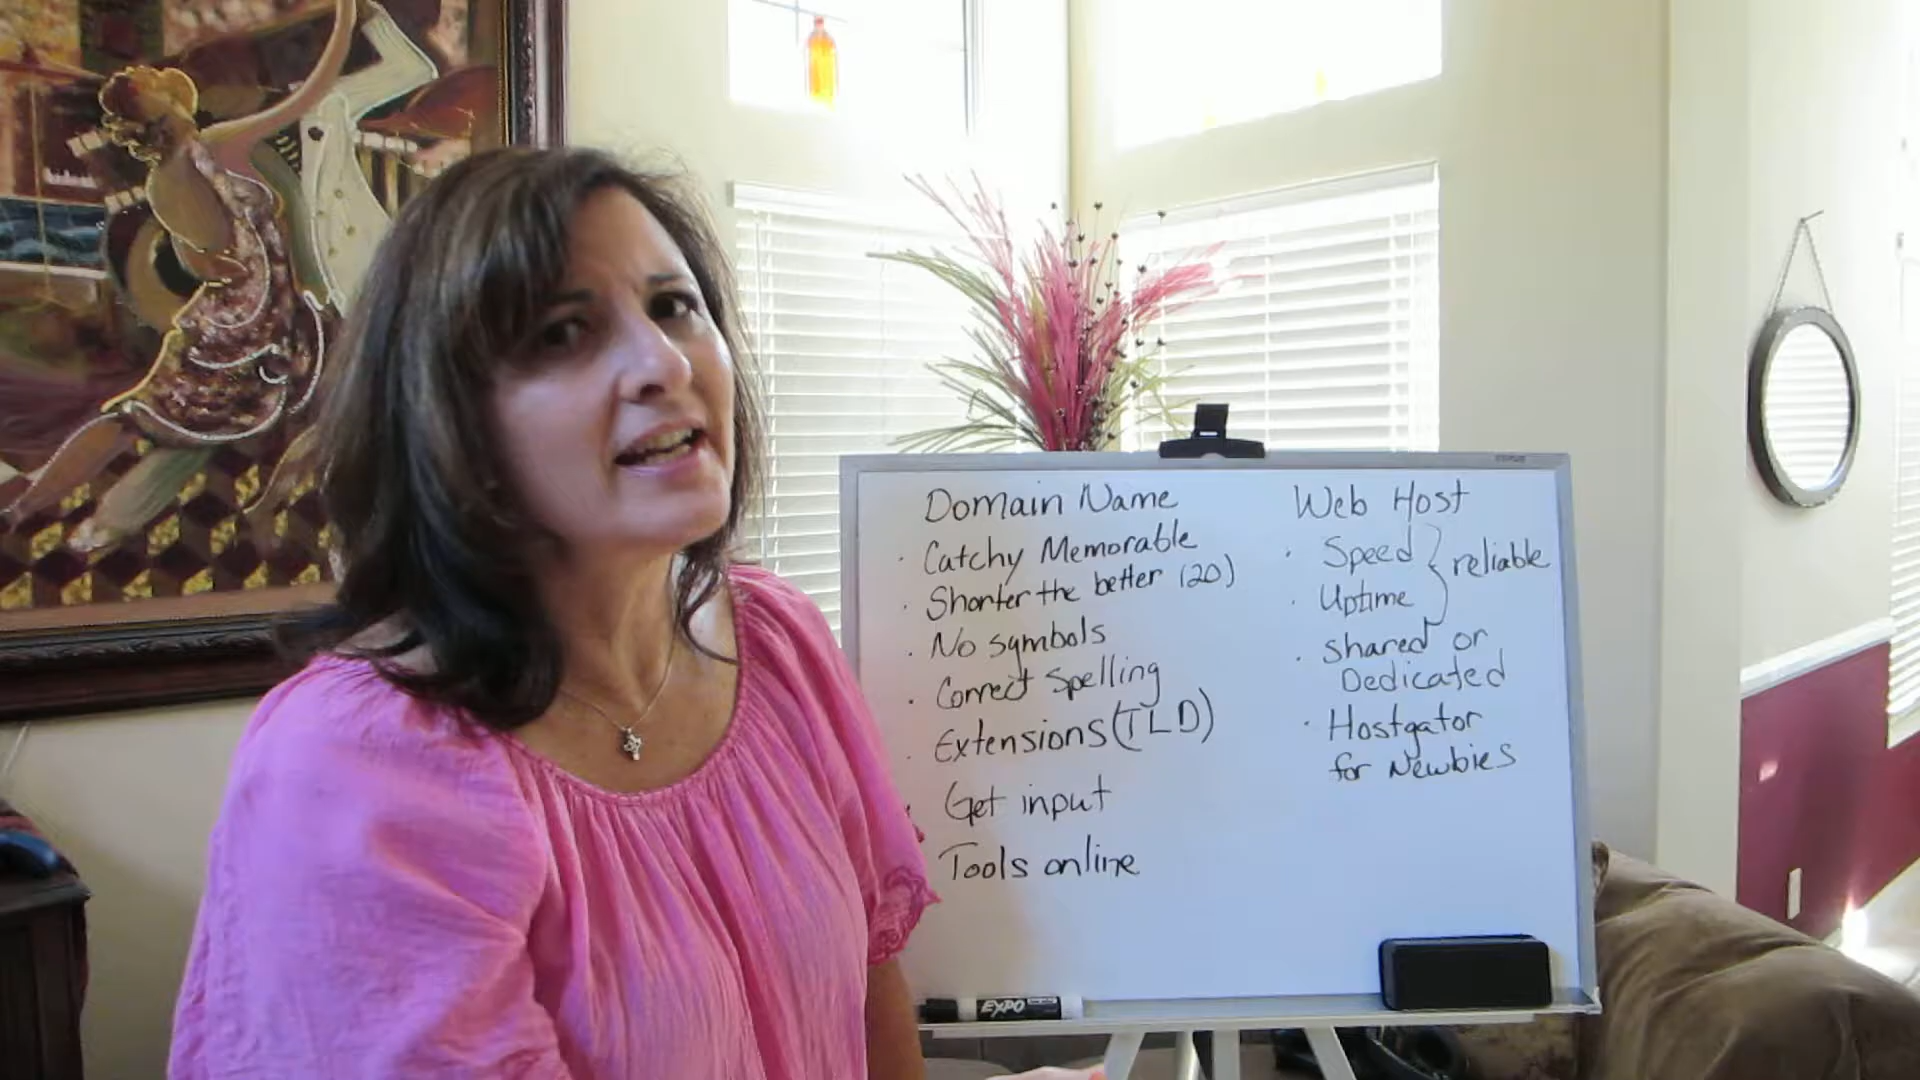 Domain Name
Catchy Memorable
Shorter the better (20)
No symbols
Correct Spelling
Extensions (TLD)
Get input
Tools online
Web Host
Speed } reliable
Uptime
Shared or
Dedicated
Hostgator
for Newbies
EXPO